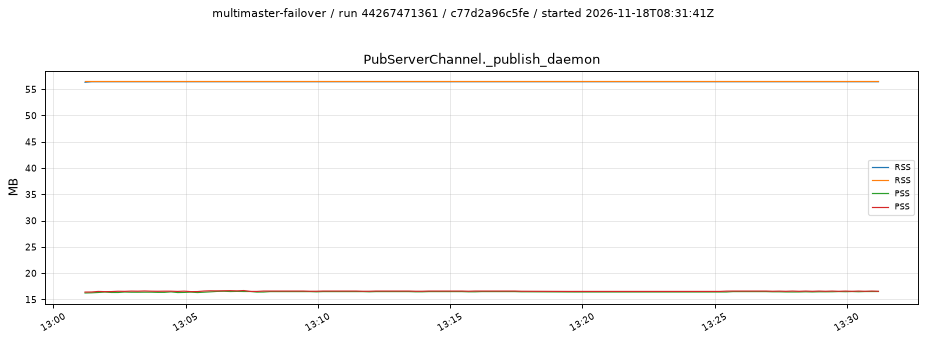 multimaster-failover / run 44267471361 / c77d2a96c5fe / started 2026-11-18T08:31:41Z
PubServerChannel._publish_daemon
MB
55
50
45
40
35
30
25
20
15
RSS
RSS
PSS
PSS
13:00
13:05
13:10
13:15
13:20
13:25
13:30